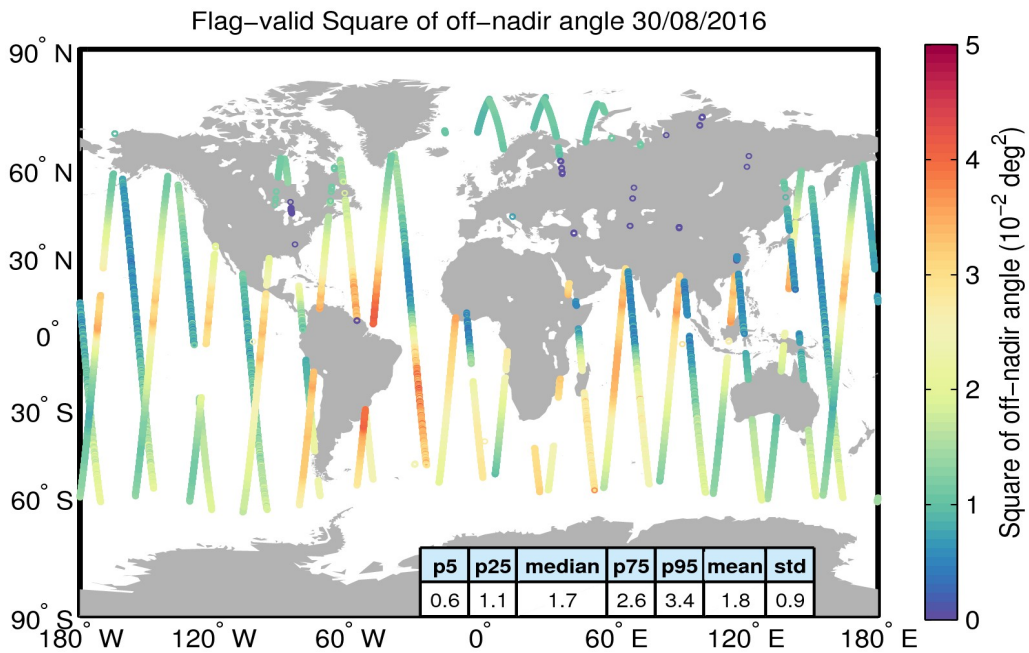 Flag−valid Square of off−nadir angle 30/08/2016
90° N
60° N
30° N
0°
30° S
60° S
90° S
180° W
120° W
60° W
0°
60° E
120° E
180° E
p5 p25 median p75 p95 mean std
0.6 1.1 1.7 2.6 3.4 1.8 0.9
5
4
3
2
1
0
Square of off−nadir angle (10⁻² deg²)